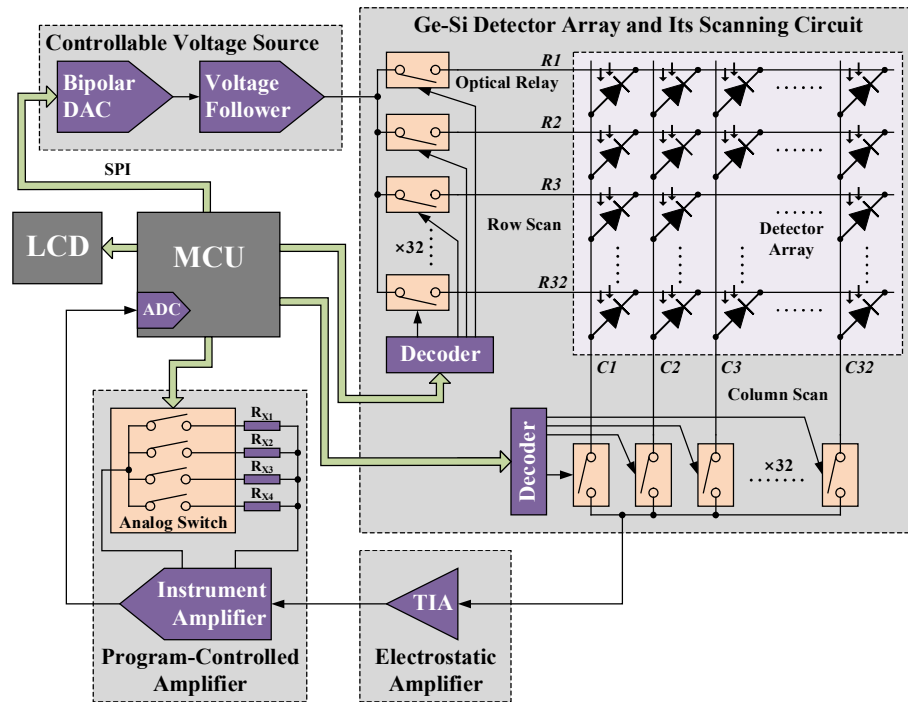 Controllable Voltage Source
Bipolar
DAC
Voltage
Follower
SPI
LCD
MCU
ADC
Ge-Si Detector Array and Its Scanning Circuit
Optical Relay
R1
R2
R3
Row Scan
×32
R32
Decoder
Detector
Array
C1
C2
C3
C32
Column Scan
Decoder
×32
RX1
RX2
RX3
RX4
Analog Switch
Instrument
Amplifier
Program-Controlled
Amplifier
TIA
Electrostatic
Amplifier